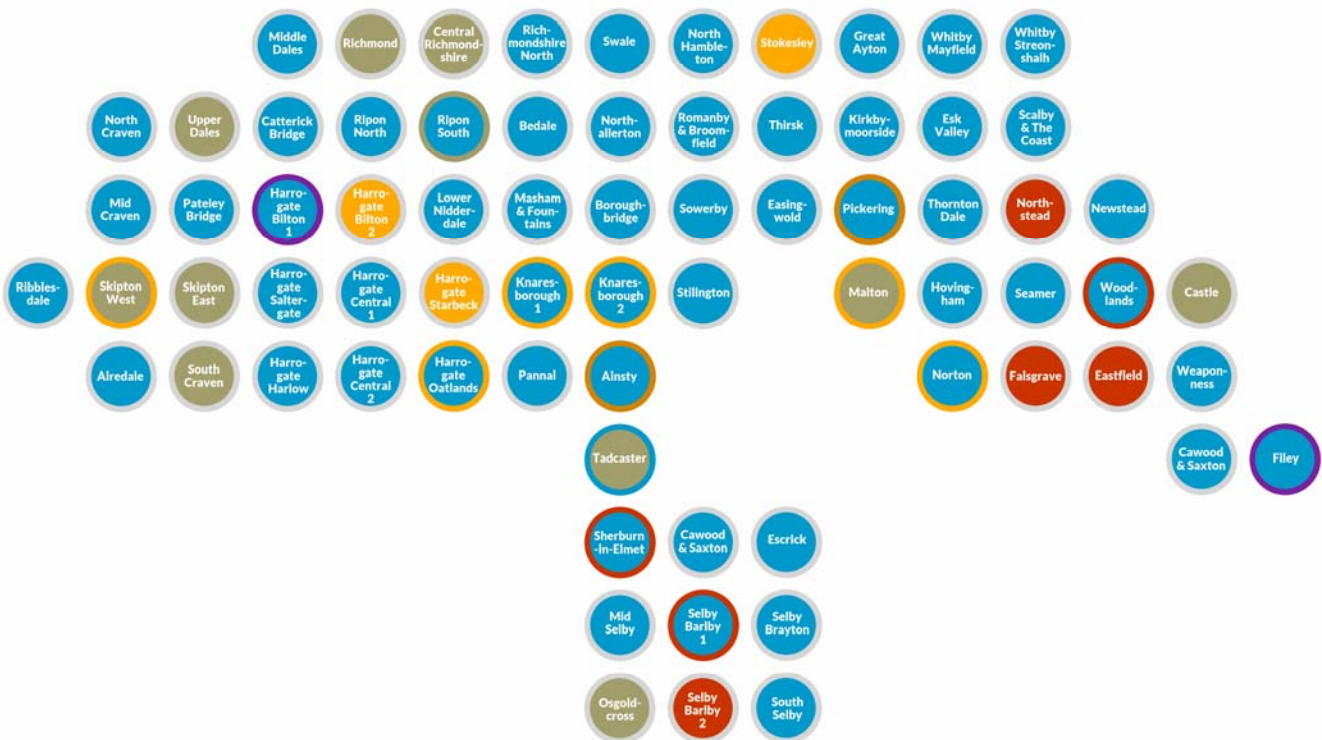 Middle
Dales
Richmond
Central
Richmond-
shire
Rich-
mondshire
North
Swale
North
Hamble-
ton
Stokesley
Great
Ayton
Whitby
Mayfield
Whitby
Streon-
shalh
North
Craven
Upper
Dales
Catterick
Bridge
Ripon
North
Ripon
South
Bedale
North-
allerton
Romanby
& Broom-
field
Thirsk
Kirkby-
moorside
Esk
Valley
Scalby
& The
Coast
Mid
Craven
Pateley
Bridge
Harro-
gate
Bilton
1
Harro-
gate
Bilton
2
Lower
Nidder-
dale
Masham
& Foun-
tains
Borough-
bridge
Sowerby
Easing-
wold
Pickering
Thornton
Dale
North-
stead
Newstead
Ribbles-
dale
Skipton
West
Skipton
East
Harro-
gate
Salter-
gate
Harro-
gate
Central
1
Harro-
gate
Starbeck
Knares-
borough
1
Knares-
borough
2
Stilington
Malton
Hoving-
ham
Seamer
Wood-
lands
Castle
Airedale
South
Craven
Harro-
gate
Harlow
Harro-
gate
Central
2
Harro-
gate
Oatlands
Pannal
Ainsty
Norton
Falsgrave
Eastfield
Weapon-
ness
Tadcaster
Cawood
& Saxton
Filey
Sherburn
-in-Elmet
Cawood
& Saxton
Escrick
Mid
Selby
Selby
Barlby
1
Selby
Brayton
Osgold-
cross
Selby
Barlby
2
South
Selby